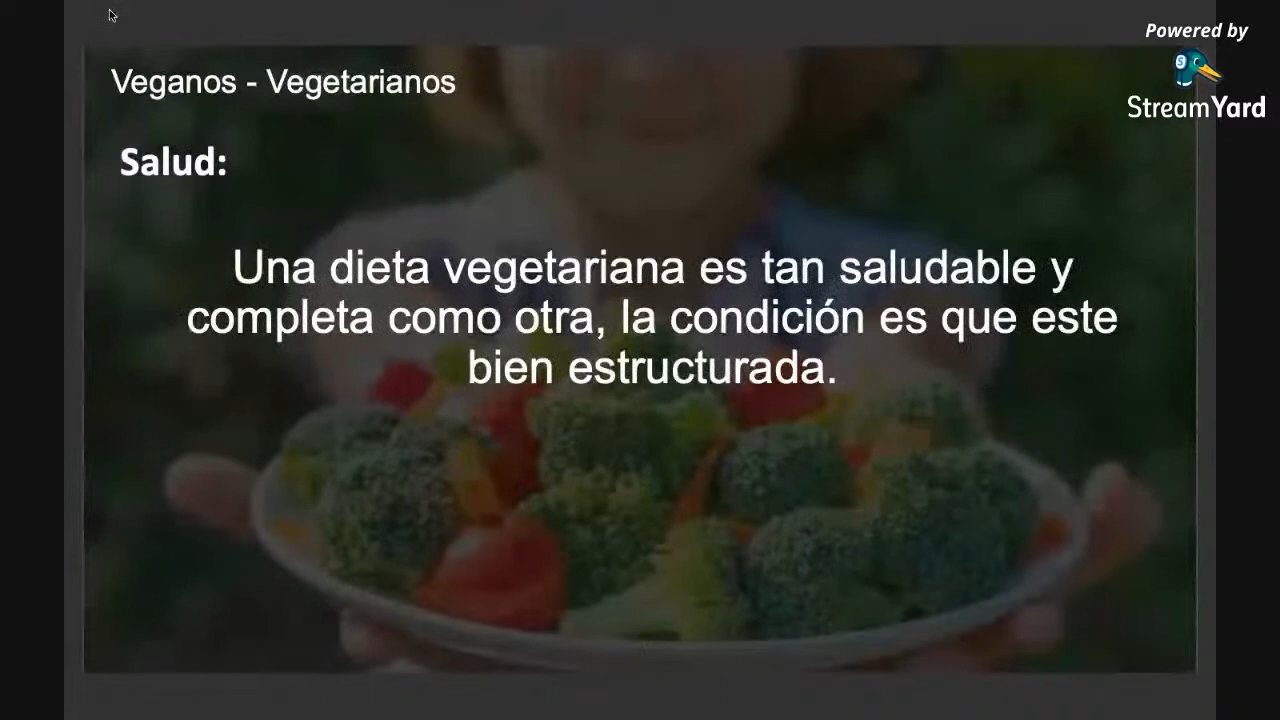 Powered by
StreamYard
Veganos - Vegetarianos
Salud:
Una dieta vegetariana es tan saludable y
completa como otra, la condición es que este
bien estructurada.